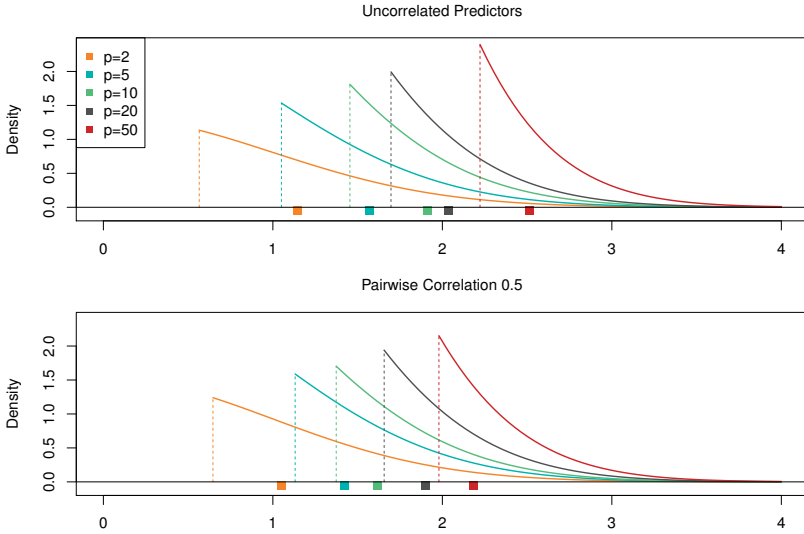 Uncorrelated Predictors
Density
0.0 0.5 1.0 1.5 2.0
p=2
p=5
p=10
p=20
p=50
0 1 2 3 4
Pairwise Correlation 0.5
Density
0.0 0.5 1.0 1.5 2.0
0 1 2 3 4